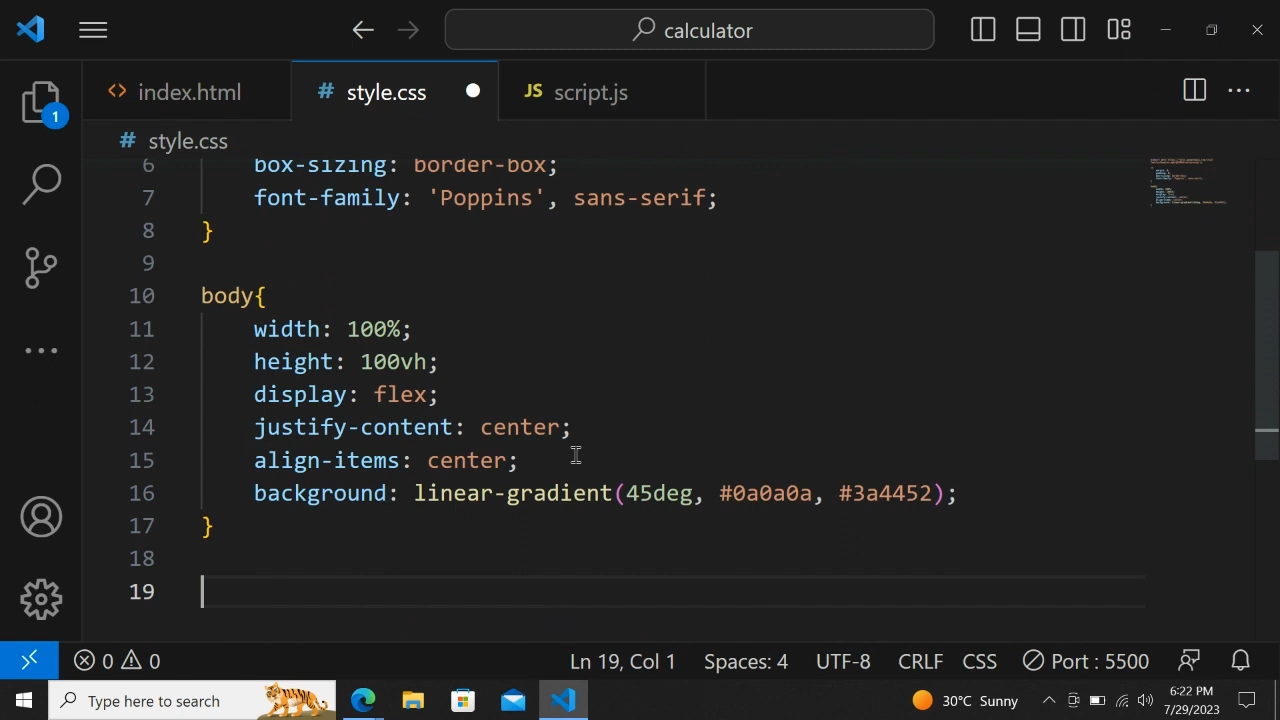 calculator
index.html
style.css
JS script.js
1
# style.css
6 box-sizing: border-box;
7 font-family: 'Poppins', sans-serif;
8 }
9
10 body{
11 width: 100%;
12 height: 100vh;
13 display: flex;
14 justify-content: center;
15 align-items: center;
16 background: linear-gradient(45deg, #0a0a0a, #3a4452);
17 }
18
19
0 0 Ln 19, Col 1 Spaces: 4 UTF-8 CRLF CSS Port : 5500
Type here to search
30°C Sunny
6:22 PM
7/29/2023